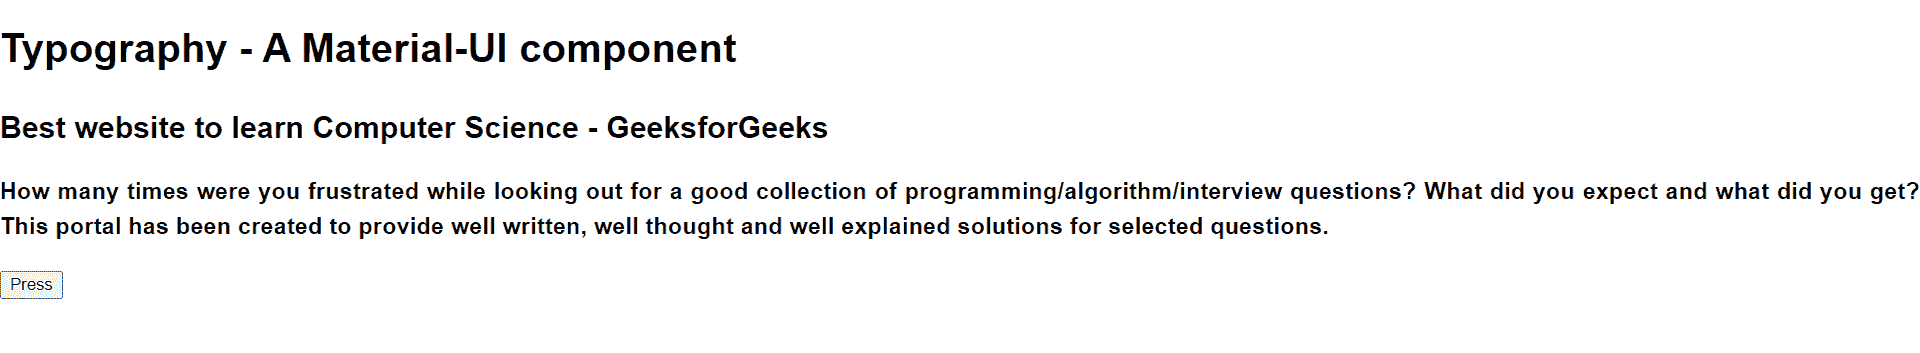 Typography - A Material-UI component
Best website to learn Computer Science - GeeksforGeeks
How many times were you frustrated while looking out for a good collection of programming/algorithm/interview questions? What did you expect and what did you get?
This portal has been created to provide well written, well thought and well explained solutions for selected questions.
Press